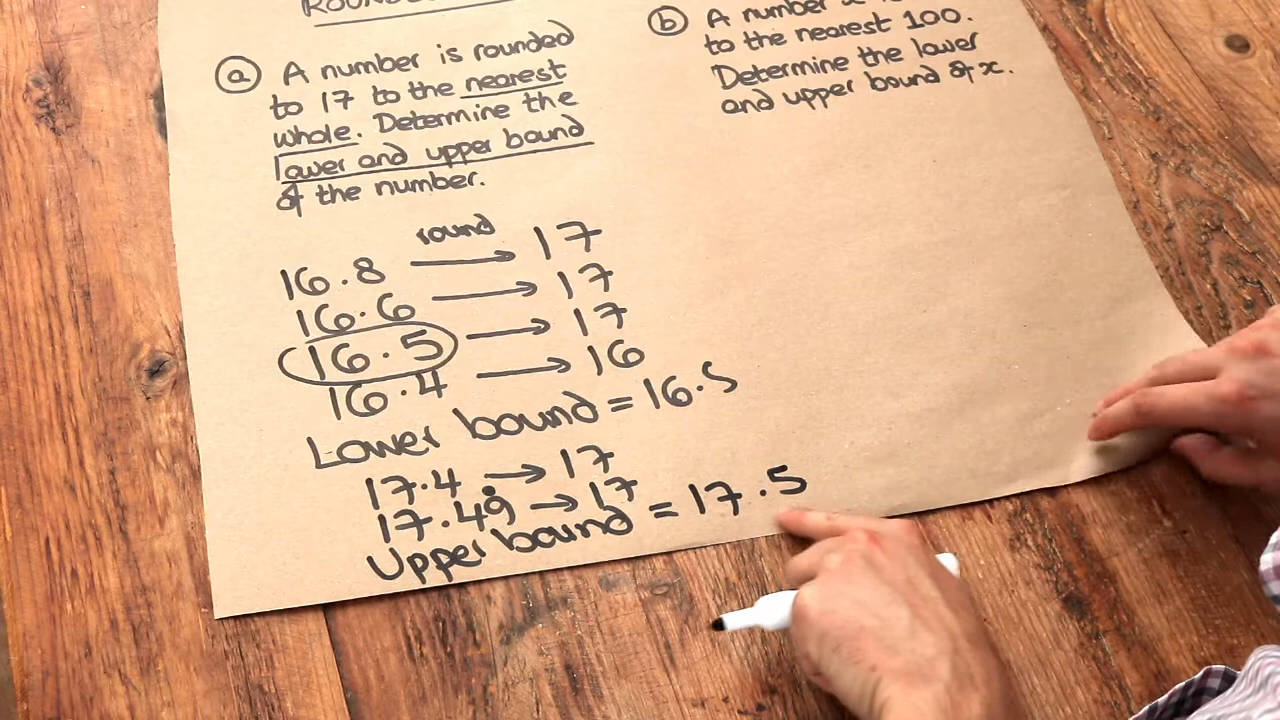 ⓐ A number is rounded
to 17 to the nearest
whole. Determine the
lower and upper bound
of the number.
round
16.8 → 17
16.6 → 17
16.5 → 17
16.4 → 16
Lower bound = 16.5
17.4 → 17
17.49̇ → 17
Upper bound = 17.5
ⓑ A number
to the nearest 100.
Determine the lower
and upper bound of x.